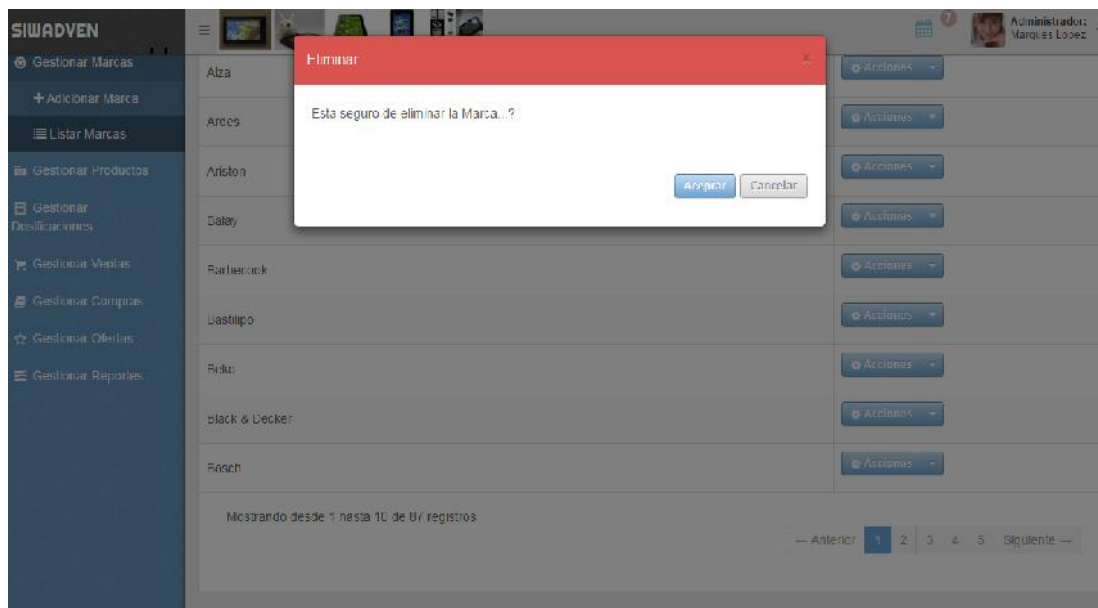 SIWADVEN
7
Administrador:
Marques Lopez
Gestionar Marcas
Adicionar Marca
Listar Marcas
Gestionar Productos
Gestionar
Dosificaciones
Gestionar Ventas
Gestionar Compras
Gestionar Ofertas
Gestionar Reportes
Eliminar
x
Esta seguro de eliminar la Marca...?
Aceptar
Cancelar
Alza
Acciones
Ardes
Acciones
Ariston
Acciones
Balay
Acciones
Barbecook
Acciones
Bastilipo
Acciones
Beko
Acciones
Black & Decker
Acciones
Bosch
Acciones
Mostrando desde 1 hasta 10 de 87 registros
← Anterior 1 2 3 4 5 Siguiente →